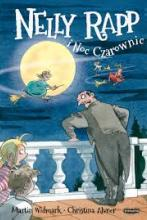 NELLY RAPP
i Noc Czarownic
Martin Widmark · Christina Alvner